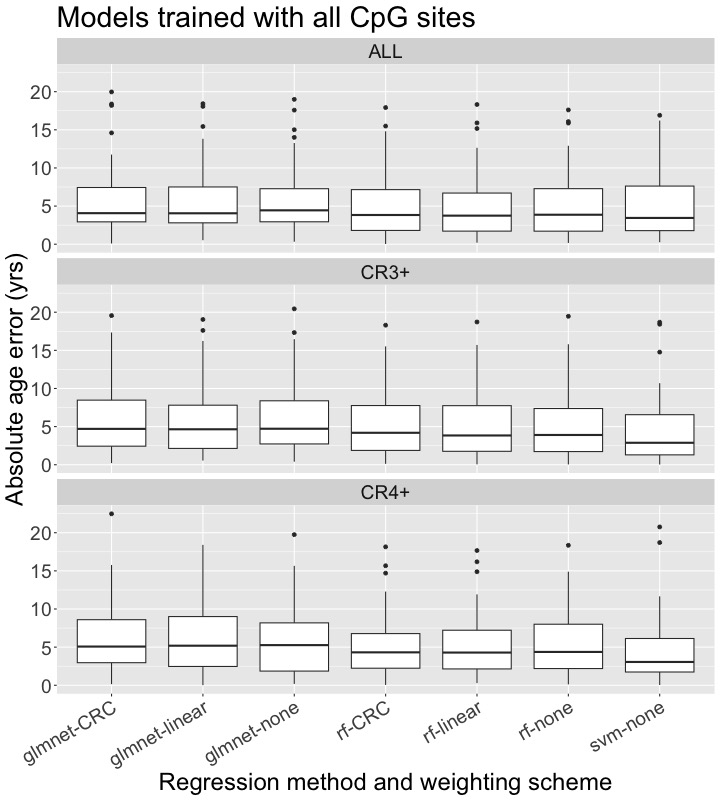 Models trained with all CpG sites
ALL
20
15
10
5
0
CR3+
20
15
10
5
0
CR4+
20
15
10
5
0
Absolute age error (yrs)
glmnet-CRC
glmnet-linear
glmnet-none
rf-CRC
rf-linear
rf-none
svm-none
Regression method and weighting scheme